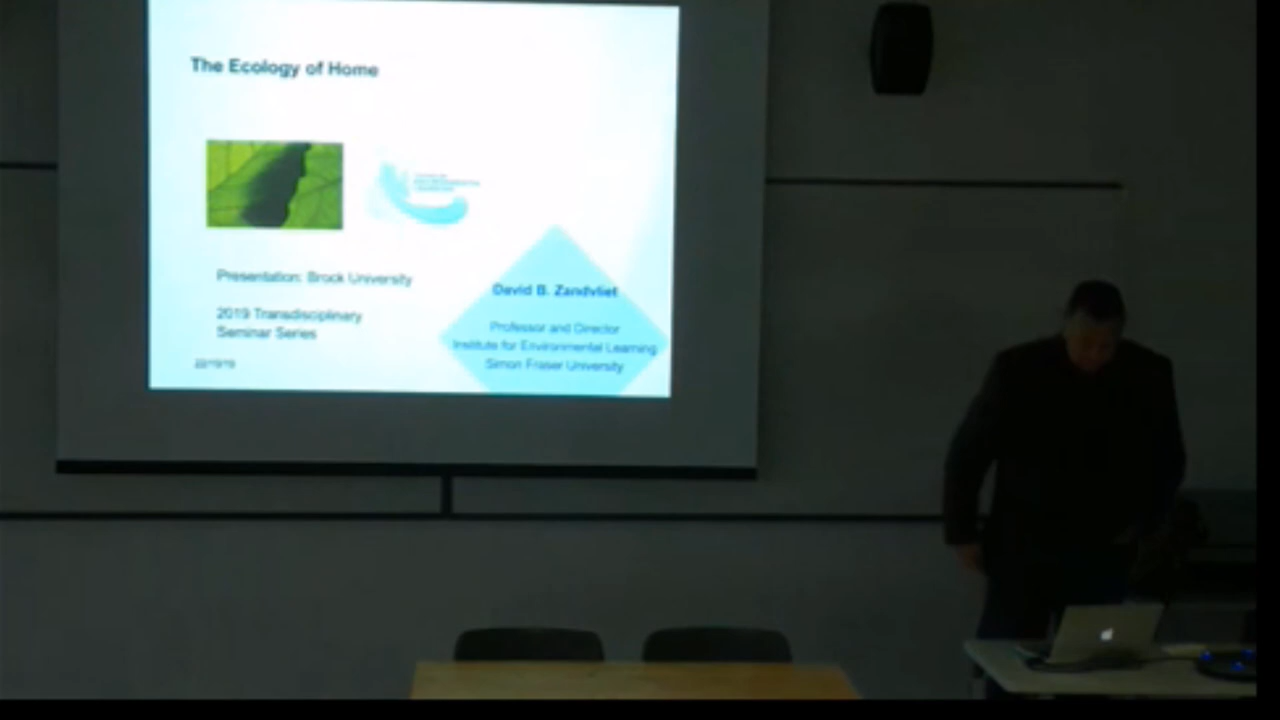 The Ecology of Home
Presentation: Brock University
2019 Transdisciplinary
Seminar Series
David B. Zandvliet
Professor and Director
Institute for Environmental Learning
Simon Fraser University